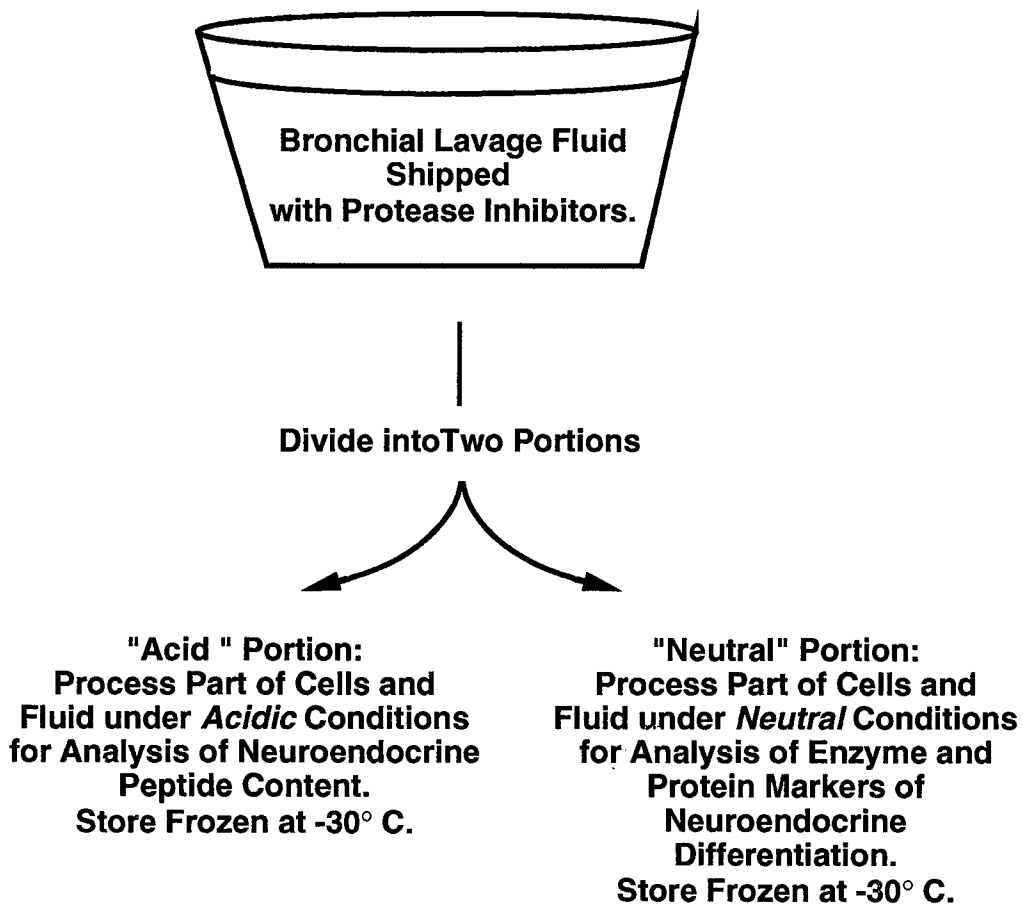 Bronchial Lavage Fluid
Shipped
with Protease Inhibitors.
Divide intoTwo Portions
"Acid " Portion:
Process Part of Cells and
Fluid under Acidic Conditions
for Analysis of Neuroendocrine
Peptide Content.
Store Frozen at -30° C.
"Neutral" Portion:
Process Part of Cells and
Fluid under Neutral Conditions
for Analysis of Enzyme and
Protein Markers of
Neuroendocrine
Differentiation.
Store Frozen at -30° C.